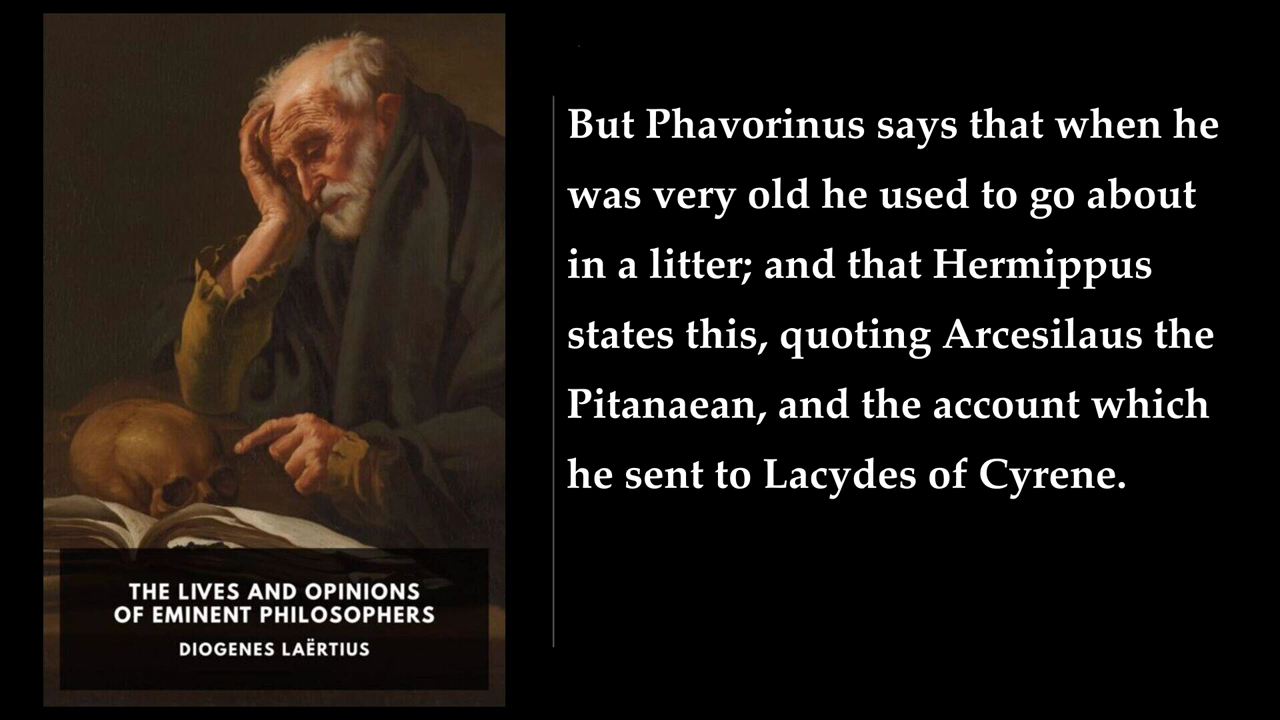 But Phavorinus says that when he
was very old he used to go about
in a litter; and that Hermippus
states this, quoting Arcesilaus the
Pitanaean, and the account which
he sent to Lacydes of Cyrene.
THE LIVES AND OPINIONS
OF EMINENT PHILOSOPHERS
DIOGENES LAËRTIUS